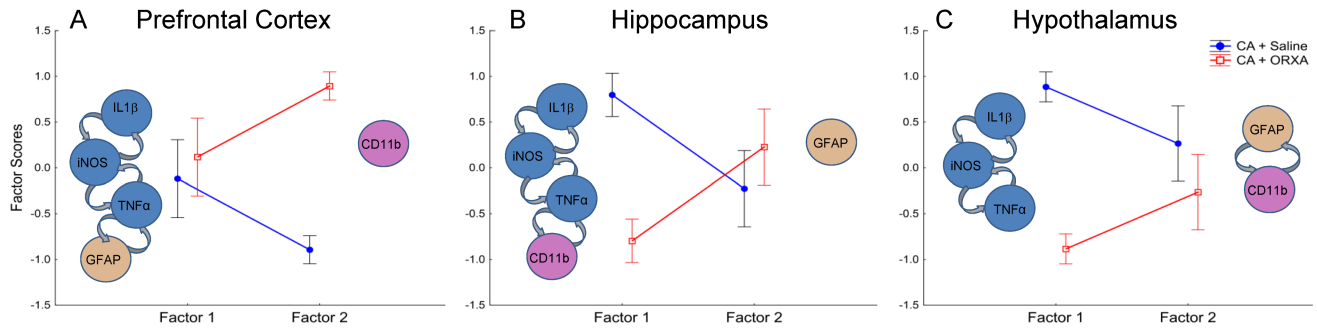 A Prefrontal Cortex
B Hippocampus
C Hypothalamus
Factor Scores
1.5
1.0
0.5
0.0
-0.5
-1.0
-1.5
IL1β
iNOS
TNFα
GFAP
CD11b
Factor 1 Factor 2
1.5
1.0
0.5
0.0
-0.5
-1.0
-1.5
IL1β
iNOS
TNFα
CD11b
GFAP
Factor 1 Factor 2
1.5
1.0
0.5
0.0
-0.5
-1.0
-1.5
CA + Saline
CA + ORXA
IL1β
iNOS
TNFα
GFAP
CD11b
Factor 1 Factor 2